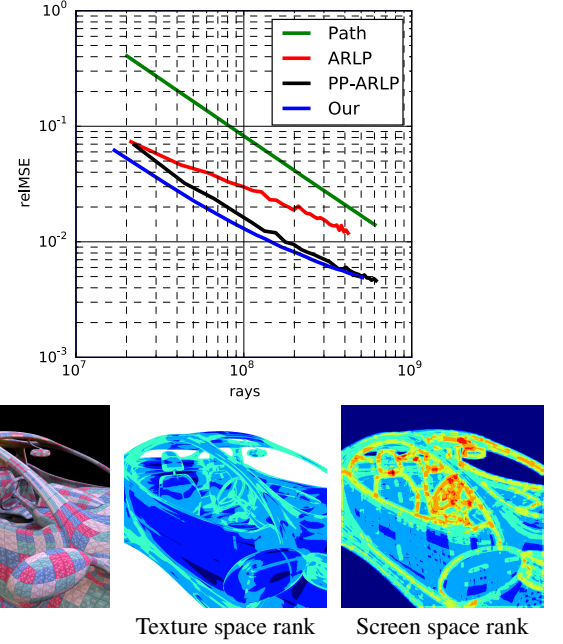 10^0
Path
ARLP
PP-ARLP
Our
10^-1
relMSE
10^-2
10^-3
10^7 10^8 10^9
rays
Texture space rank Screen space rank